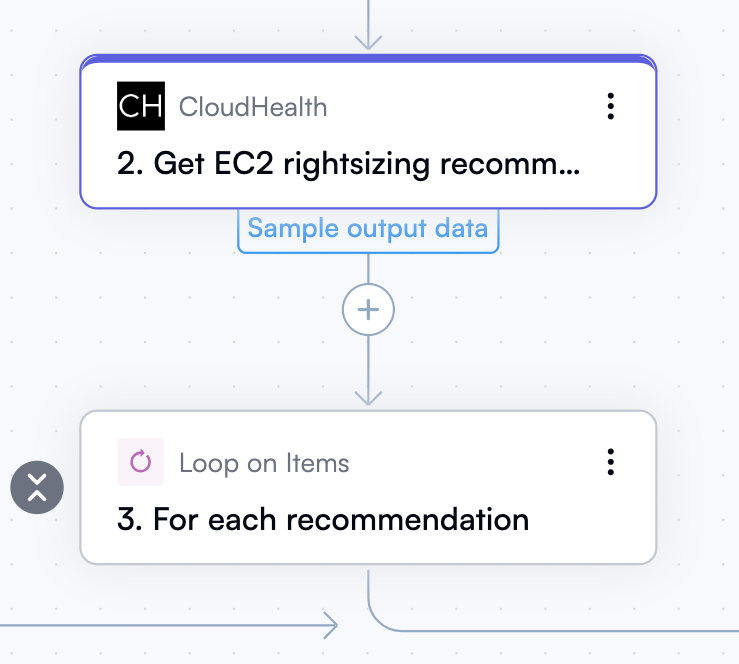 CH CloudHealth
2. Get EC2 rightsizing recomm...
Sample output data
Loop on Items
3. For each recommendation